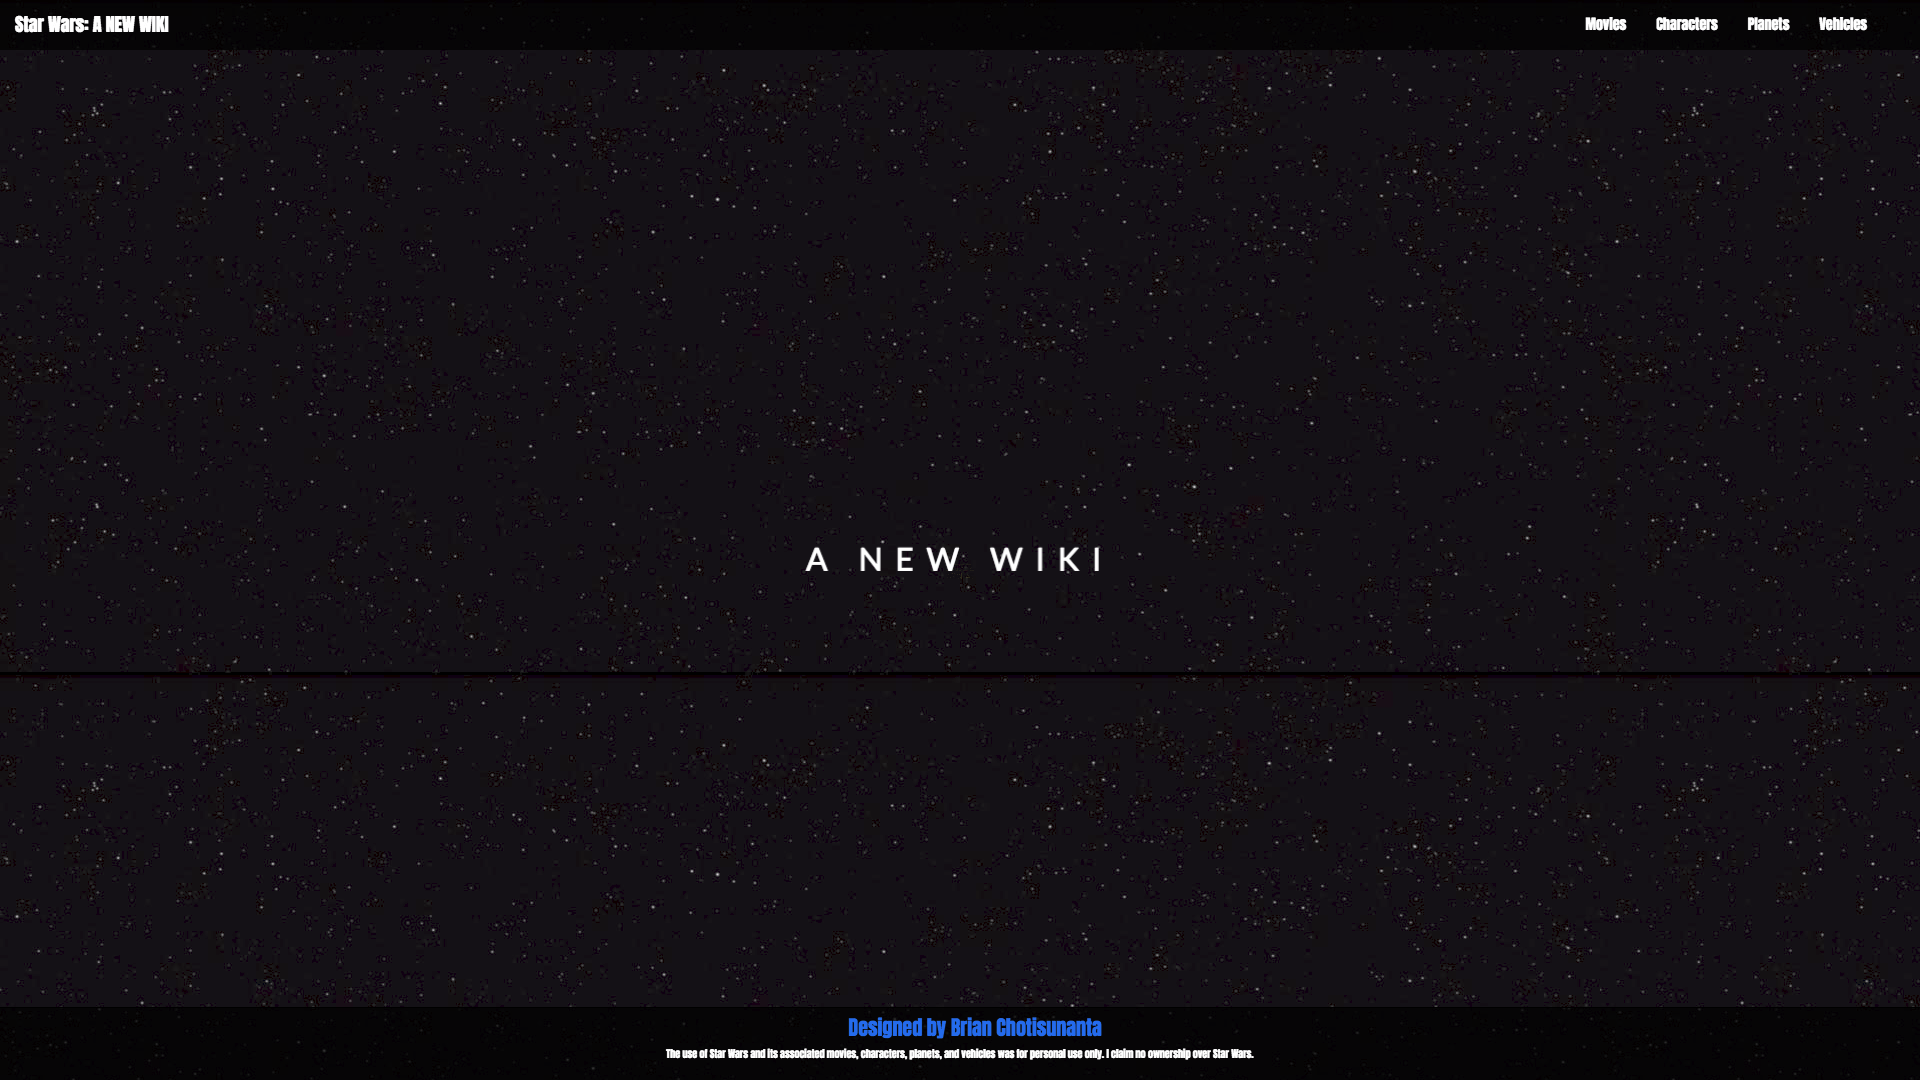 Star Wars: A NEW WIKI
Movies Characters Planets Vehicles
A NEW WIKI
Designed by Brian Chotisunanta
The use of Star Wars and its associated movies, characters, planets, and vehicles was for personal use only. I claim no ownership over Star Wars.